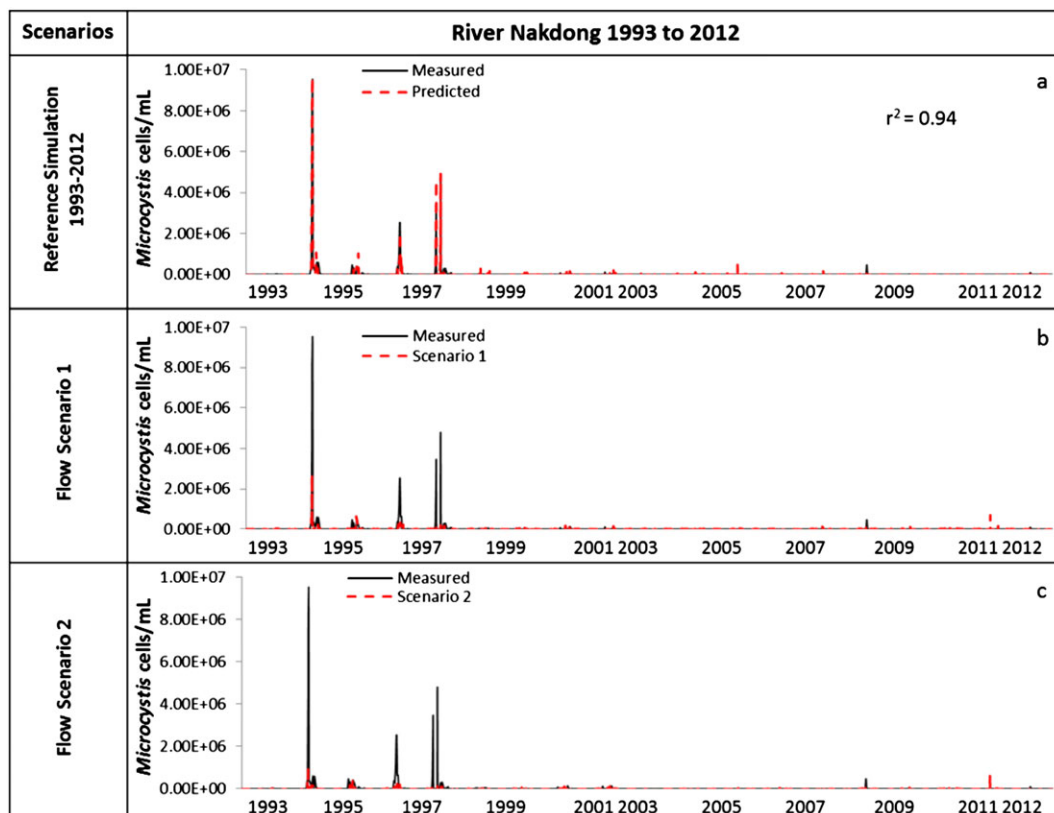 Scenarios
River Nakdong 1993 to 2012
Reference Simulation
1993-2012
Microcystis cells/mL
1.00E+07
8.00E+06
6.00E+06
4.00E+06
2.00E+06
0.00E+00
Measured
Predicted
a
r² = 0.94
1993 1995 1997 1999 2001 2003 2005 2007 2009 2011 2012
Flow Scenario 1
Microcystis cells/mL
1.00E+07
8.00E+06
6.00E+06
4.00E+06
2.00E+06
0.00E+00
Measured
Scenario 1
b
1993 1995 1997 1999 2001 2003 2005 2007 2009 2011 2012
Flow Scenario 2
Microcystis cells/mL
1.00E+07
8.00E+06
6.00E+06
4.00E+06
2.00E+06
0.00E+00
Measured
Scenario 2
c
1993 1995 1997 1999 2001 2003 2005 2007 2009 2011 2012